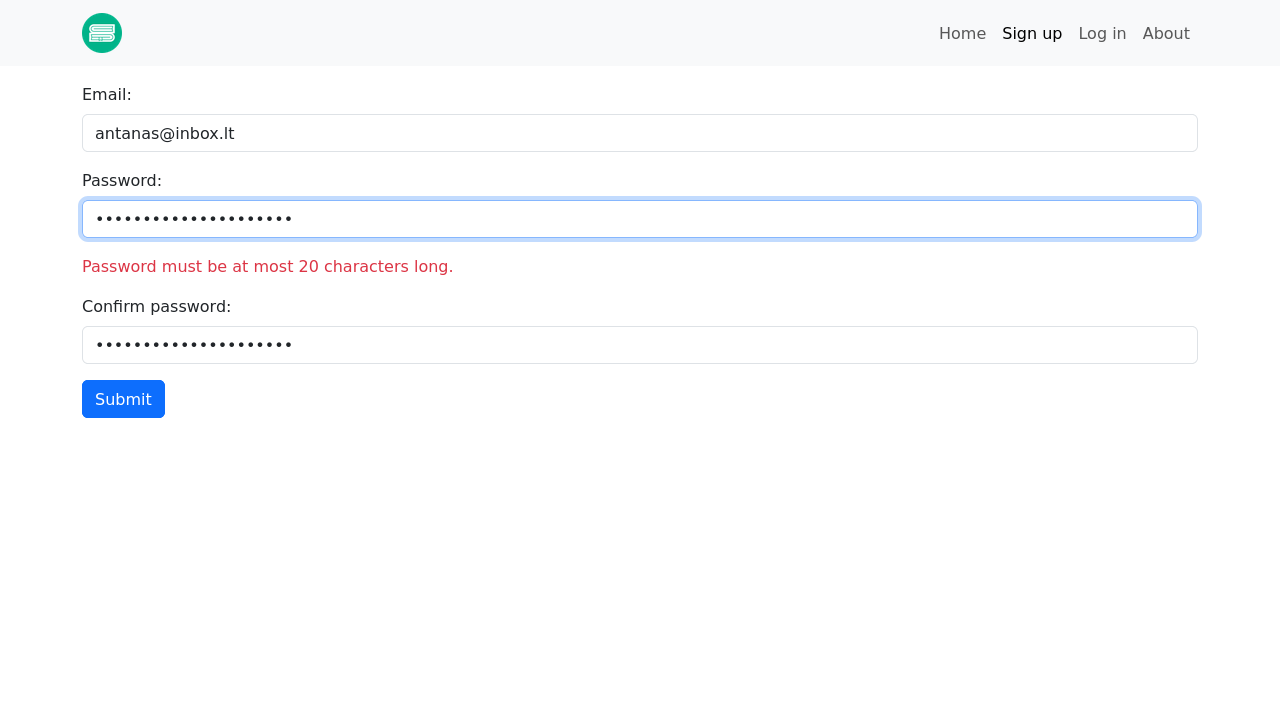 Home Sign up Log in About
Email:
antanas@inbox.lt
Password:
•••••••••••••••••••••
Password must be at most 20 characters long.
Confirm password:
•••••••••••••••••••••
Submit